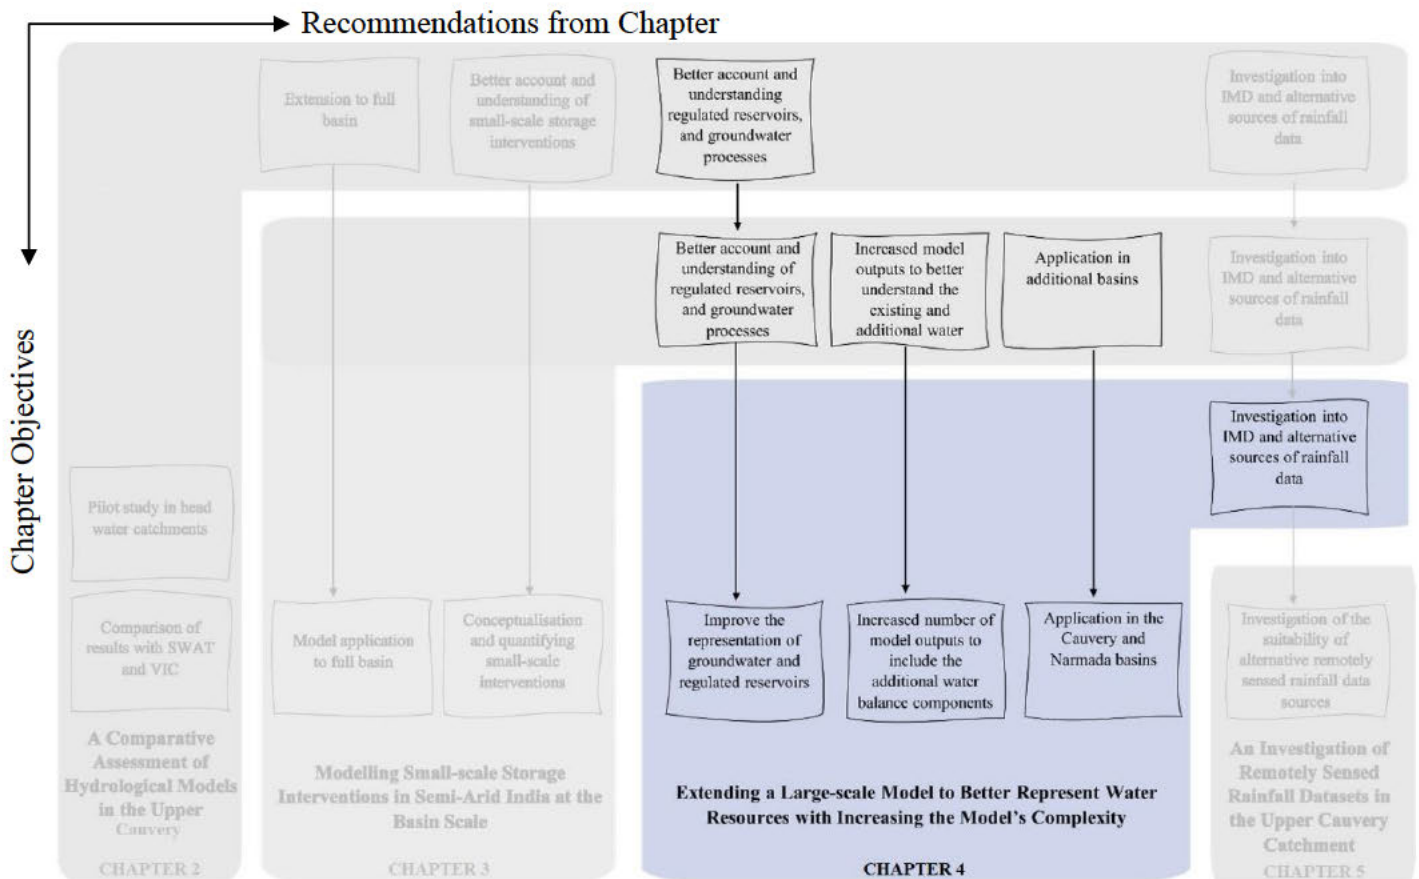 Recommendations from Chapter
Chapter Objectives
Extension to full
basin
Better account and
understanding of
small-scale storage
interventions
Better account and
understanding
regulated reservoirs,
and groundwater
processes
Investigation into
IMD and alternative
sources of rainfall
data
Better account and
understanding of
regulated reservoirs,
and groundwater
processes
Increased model
outputs to better
understand the
existing and
additional water
Application in
additional basins
Investigation into
IMD and alternative
sources of rainfall
data
Investigation into
IMD and alternative
sources of rainfall
data
Pilot study in head
water catchments
Comparison of
results with SWAT
and VIC
Model application
to full basin
Conceptualisation
and quantifying
small-scale
interventions
Improve the
representation of
groundwater and
regulated reservoirs
Increased number of
model outputs to
include the
additional water
balance components
Application in the
Cauvery and
Narmada basins
Investigation of the
suitability of
alternative remotely
sensed rainfall data
sources
A Comparative
Assessment of
Hydrological Models
in the Upper
Cauvery
CHAPTER 2
Modelling Small-scale Storage
Interventions in Semi-Arid India at the
Basin Scale
CHAPTER 3
Extending a Large-scale Model to Better Represent Water
Resources with Increasing the Model's Complexity
CHAPTER 4
An Investigation of
Remotely Sensed
Rainfall Datasets in
the Upper Cauvery
Catchment
CHAPTER 5